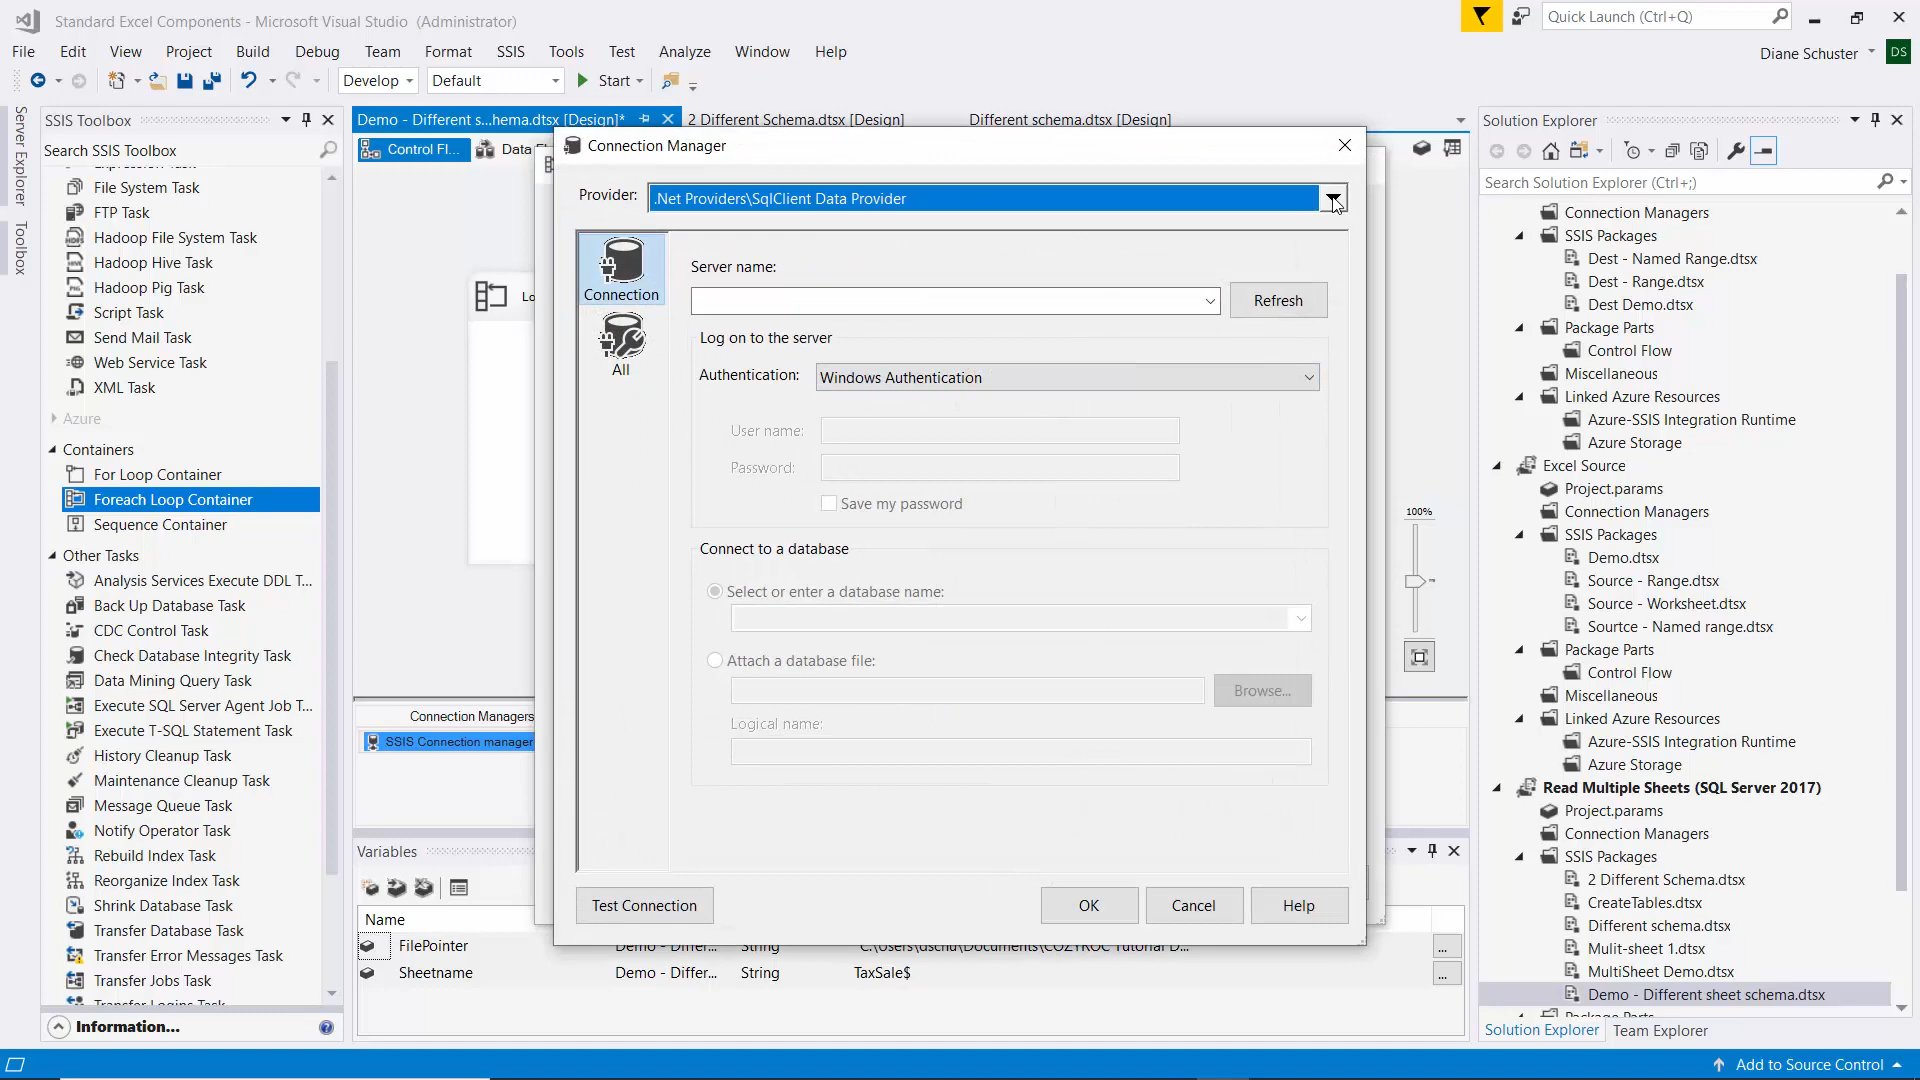 Standard Excel Components - Microsoft Visual Studio (Administrator)
Quick Launch (Ctrl+Q)
File Edit View Project Build Debug Team Format SSIS Tools Test Analyze Window Help
Diane Schuster DS
Develop Default Start
Server Explorer
Toolbox
SSIS Toolbox
Search SSIS Toolbox
File System Task
FTP Task
Hadoop File System Task
Hadoop Hive Task
Hadoop Pig Task
Script Task
Send Mail Task
Web Service Task
XML Task
Azure
Containers
For Loop Container
Foreach Loop Container
Sequence Container
Other Tasks
Analysis Services Execute DDL T...
Back Up Database Task
CDC Control Task
Check Database Integrity Task
Data Mining Query Task
Execute SQL Server Agent Job T...
Execute T-SQL Statement Task
History Cleanup Task
Maintenance Cleanup Task
Message Queue Task
Notify Operator Task
Rebuild Index Task
Reorganize Index Task
Shrink Database Task
Transfer Database Task
Transfer Error Messages Task
Transfer Jobs Task
Information...
Demo - Different s...hema.dtsx [Design]* 2 Different Schema.dtsx [Design] Different schema.dtsx [Design]
Control Fl... Data
Lo
100%
Connection Managers
SSIS Connection manager
Connection Manager
Provider: .Net Providers\SqlClient Data Provider
Connection
All
Server name:
Refresh
Log on to the server
Authentication: Windows Authentication
User name:
Password:
Save my password
Connect to a database
Select or enter a database name:
Attach a database file:
Browse...
Logical name:
Test Connection OK Cancel Help
Variables
Name
FilePointer Demo - Differ... String C:\Users\dschu\Documents\COZYROC Tutorial D... ...
Sheetname Demo - Differ... String TaxSale$ ...
Solution Explorer
Search Solution Explorer (Ctrl+;)
Connection Managers
SSIS Packages
Dest - Named Range.dtsx
Dest - Range.dtsx
Dest Demo.dtsx
Package Parts
Control Flow
Miscellaneous
Linked Azure Resources
Azure-SSIS Integration Runtime
Azure Storage
Excel Source
Project.params
Connection Managers
SSIS Packages
Demo.dtsx
Source - Range.dtsx
Source - Worksheet.dtsx
Sourtce - Named range.dtsx
Package Parts
Control Flow
Miscellaneous
Linked Azure Resources
Azure-SSIS Integration Runtime
Azure Storage
Read Multiple Sheets (SQL Server 2017)
Project.params
Connection Managers
SSIS Packages
2 Different Schema.dtsx
CreateTables.dtsx
Different schema.dtsx
Mulit-sheet 1.dtsx
MultiSheet Demo.dtsx
Demo - Different sheet schema.dtsx
Package Parts
Solution Explorer Team Explorer
Add to Source Control